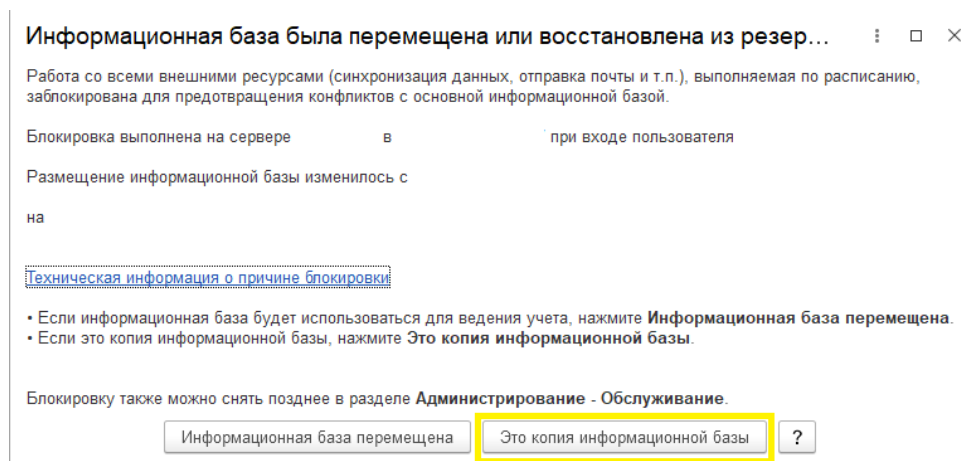 Информационная база была перемещена или восстановлена из резер...
Работа со всеми внешними ресурсами (синхронизация данных, отправка почты и т.п.), выполняемая по расписанию,
заблокирована для предотвращения конфликтов с основной информационной базой.
Блокировка выполнена на сервере в при входе пользователя
Размещение информационной базы изменилось с
на
Техническая информация о причине блокировки
• Если информационная база будет использоваться для ведения учета, нажмите Информационная база перемещена.
• Если это копия информационной базы, нажмите Это копия информационной базы.
Блокировку также можно снять позднее в разделе Администрирование - Обслуживание.
Информационная база перемещена Это копия информационной базы ?